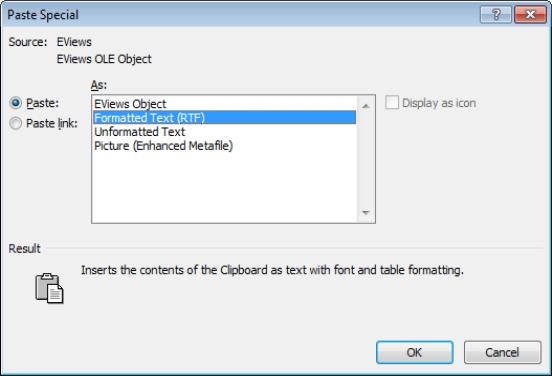 Paste Special
Source: EViews
EViews OLE Object
As:
Paste:
Paste link:
EViews Object
Formatted Text (RTF)
Unformatted Text
Picture (Enhanced Metafile)
Display as icon
Result
Inserts the contents of the Clipboard as text with font and table formatting.
OK
Cancel